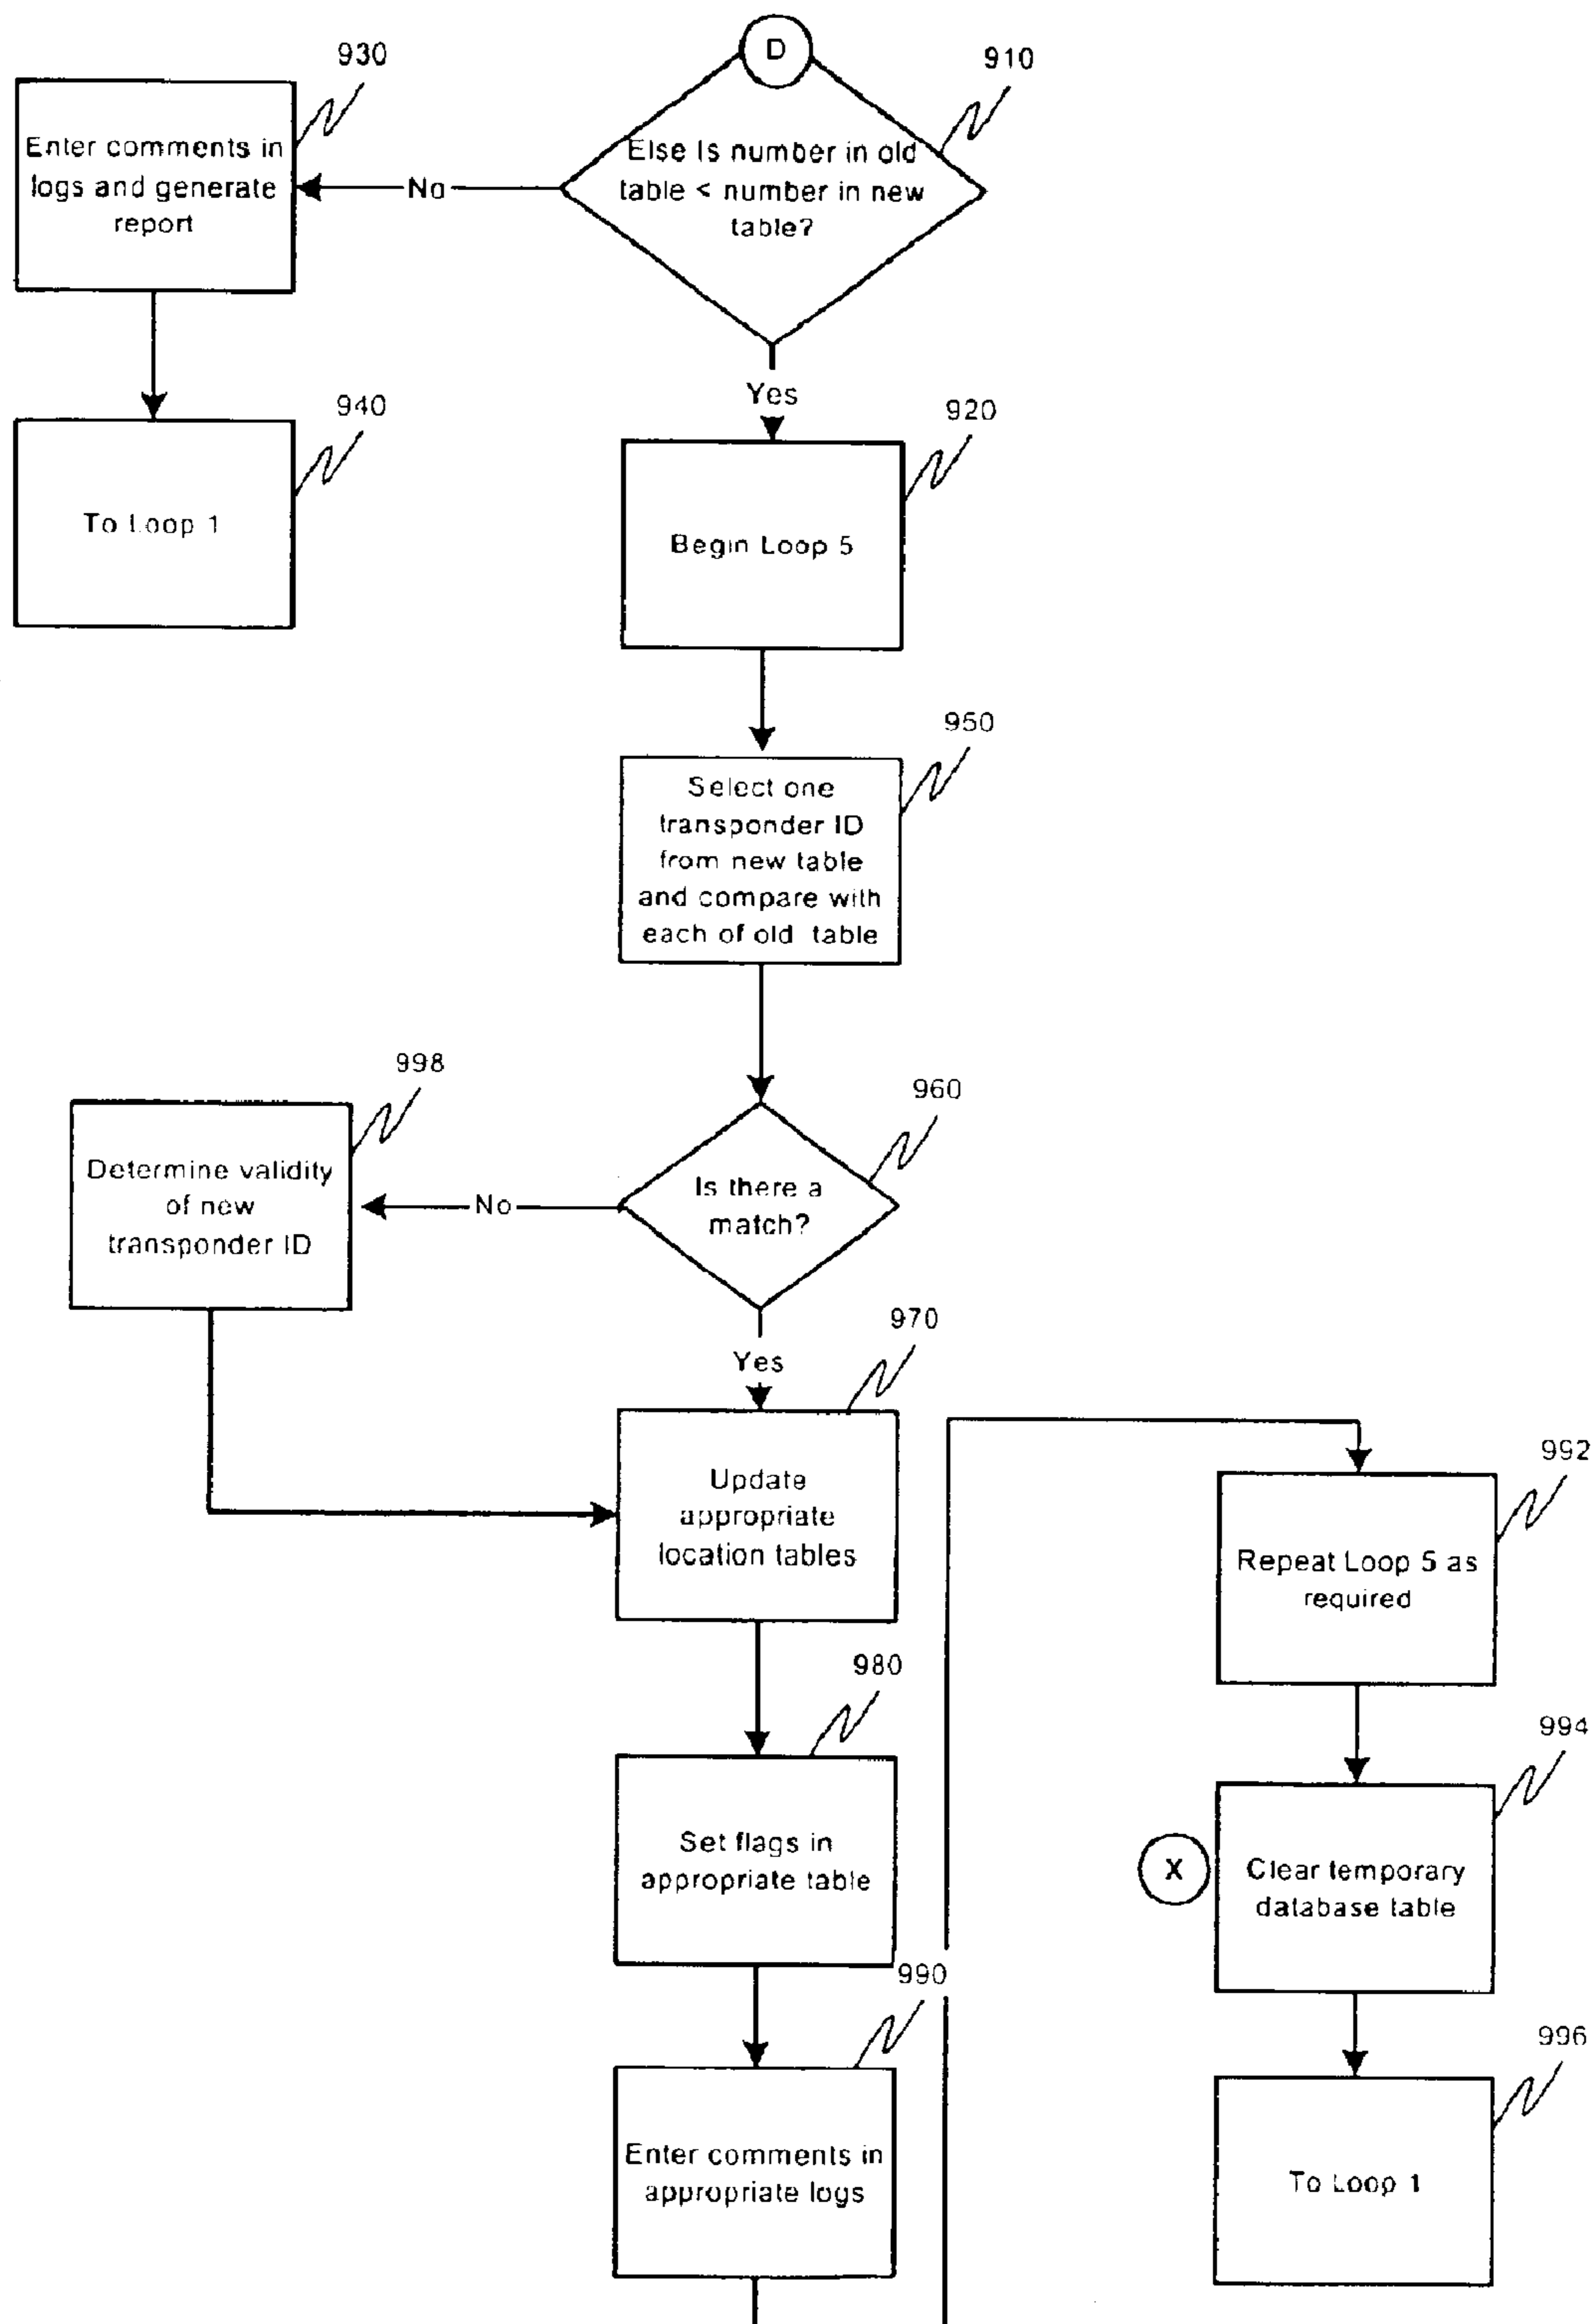 D
910
Else Is number in old
table < number in new
table?
930
Enter comments in
logs and generate
report
No
940
To Loop 1
Yes
920
Begin Loop 5
950
Select one
transponder ID
from new table
and compare with
each of old table
960
Is there a
match?
998
Determine validity
of new
transponder ID
No
Yes
970
Update
appropriate
location tables
980
Set flags in
appropriate table
990
Enter comments in
appropriate logs
992
Repeat Loop 5 as
required
994
X
Clear temporary
database table
996
To Loop 1